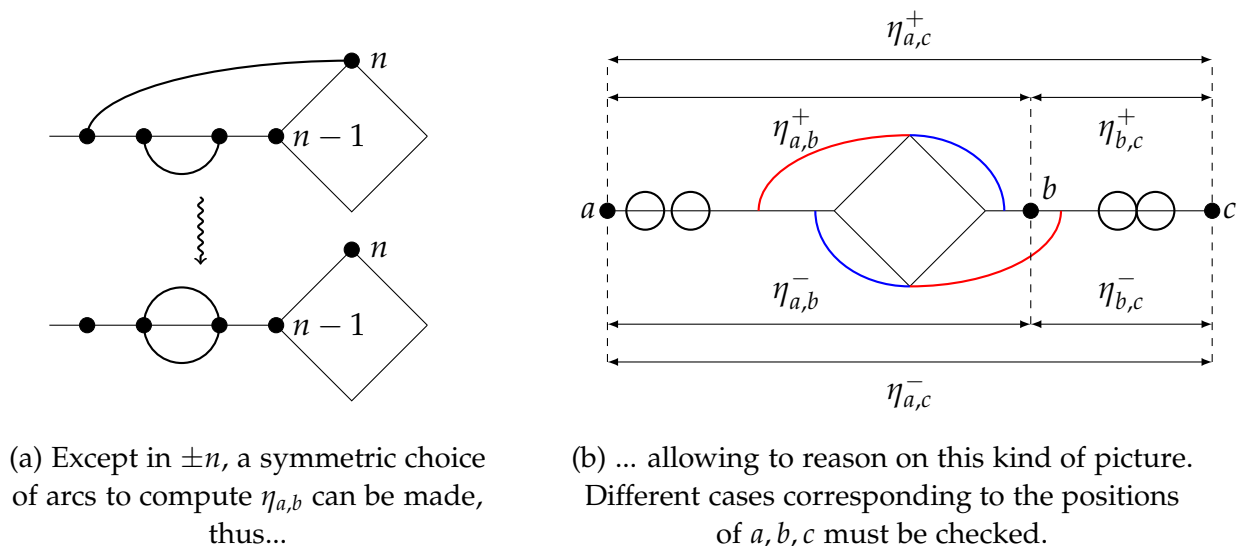 n
n − 1
n
n − 1
(a) Except in ±n, a symmetric choice
of arcs to compute η_{a,b} can be made,
thus...
η^+_{a,c}
η^+_{a,b} η^+_{b,c}
a b c
η^-_{a,b} η^-_{b,c}
η^-_{a,c}
(b) ... allowing to reason on this kind of picture.
Different cases corresponding to the positions
of a, b, c must be checked.